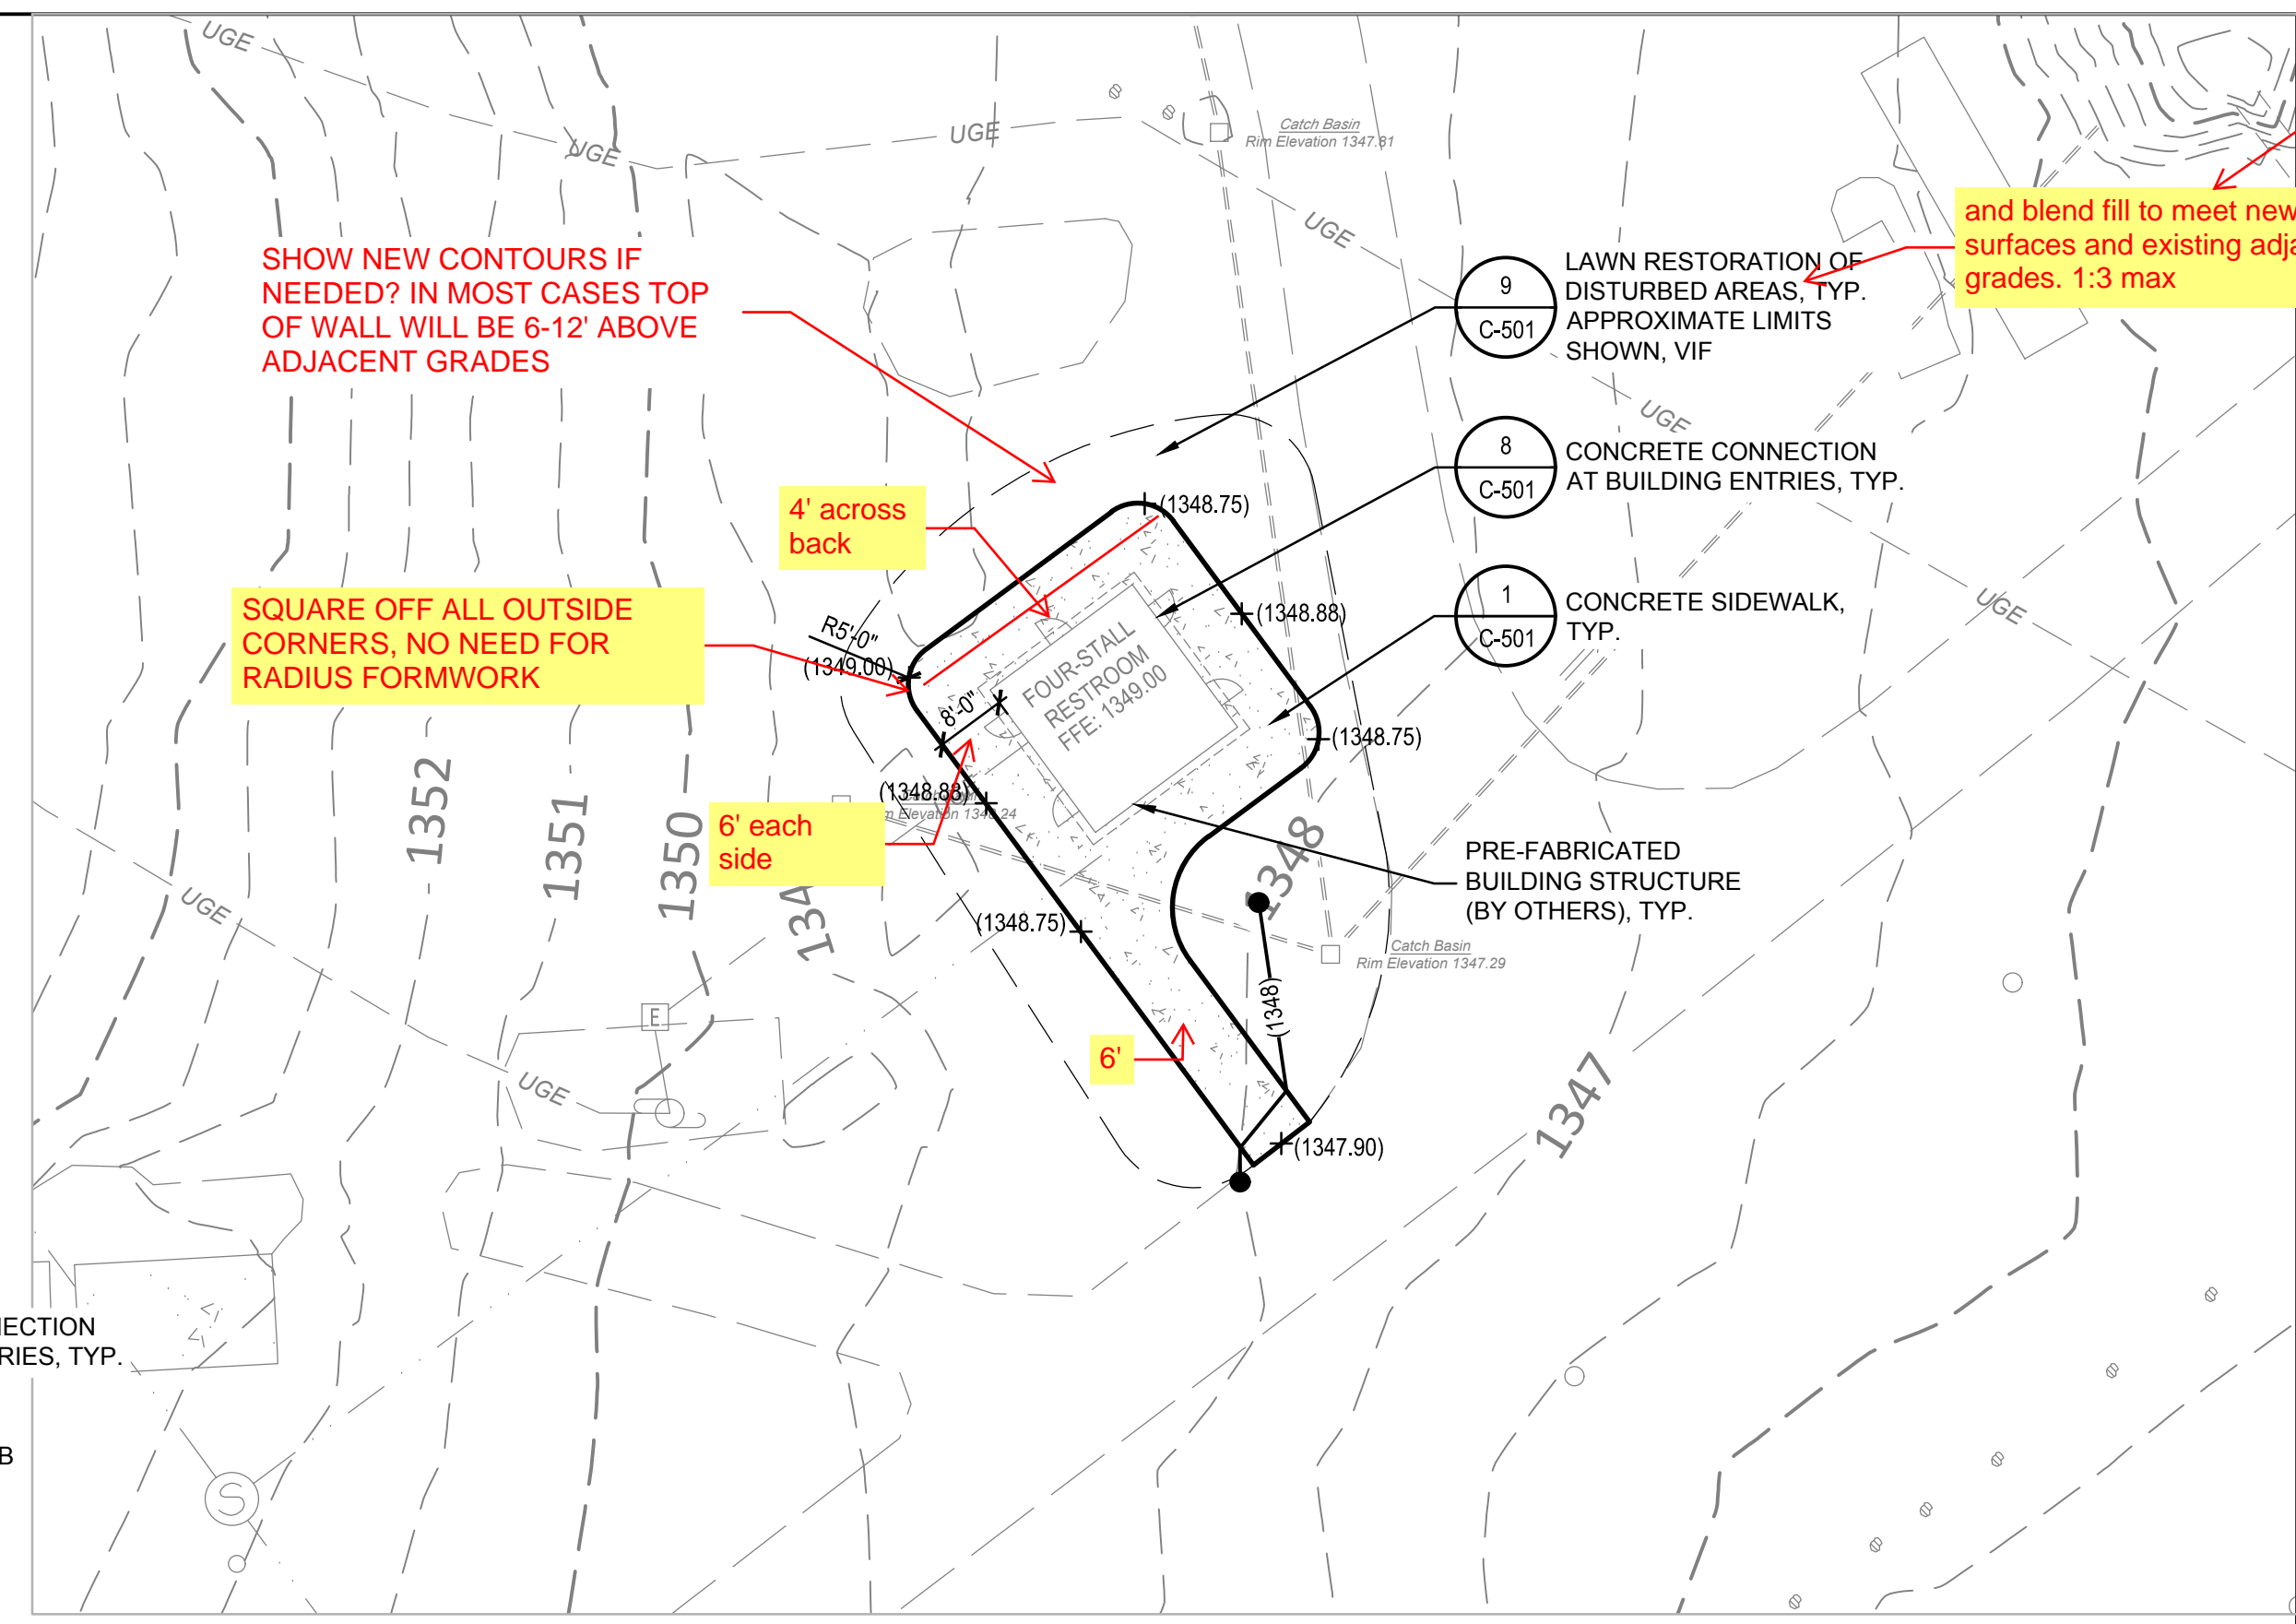 UGE
UGE
UGE
Catch Basin
Rim Elevation 1347.81
UGE
SHOW NEW CONTOURS IF
NEEDED? IN MOST CASES TOP
OF WALL WILL BE 6-12' ABOVE
ADJACENT GRADES
and blend fill to meet new
surfaces and existing adja
grades. 1:3 max
9
C-501
LAWN RESTORATION OF
DISTURBED AREAS, TYP.
APPROXIMATE LIMITS
SHOWN, VIF
UGE
8
C-501
CONCRETE CONNECTION
AT BUILDING ENTRIES, TYP.
4' across
back
(1348.75)
1
C-501
CONCRETE SIDEWALK,
TYP.
UGE
SQUARE OFF ALL OUTSIDE
CORNERS, NO NEED FOR
RADIUS FORMWORK
R5'-0"
(1349.00)
(1348.88)
FOUR-STALL
RESTROOM
FFE: 1349.00
8'-0"
(1348.75)
1352
1351
1350
134
(1348.88)
Catch Basin
m Elevation 1348.24
6' each
side
1348
PRE-FABRICATED
BUILDING STRUCTURE
(BY OTHERS), TYP.
UGE
(1348.75)
Catch Basin
Rim Elevation 1347.29
(1348)
E
6'
UGE
1347
(1347.90)
NECTION
RIES, TYP.
B
S